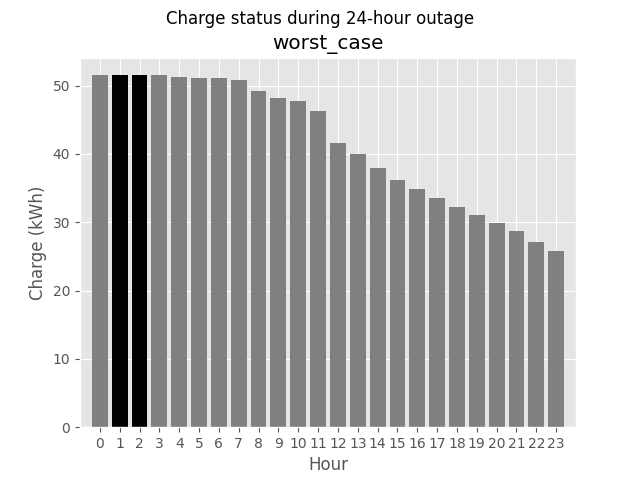 Charge status during 24-hour outage
worst_case
50
40
30
20
10
0
Charge (kWh)
0 1 2 3 4 5 6 7 8 9 10 11 12 13 14 15 16 17 18 19 20 21 22 23
Hour